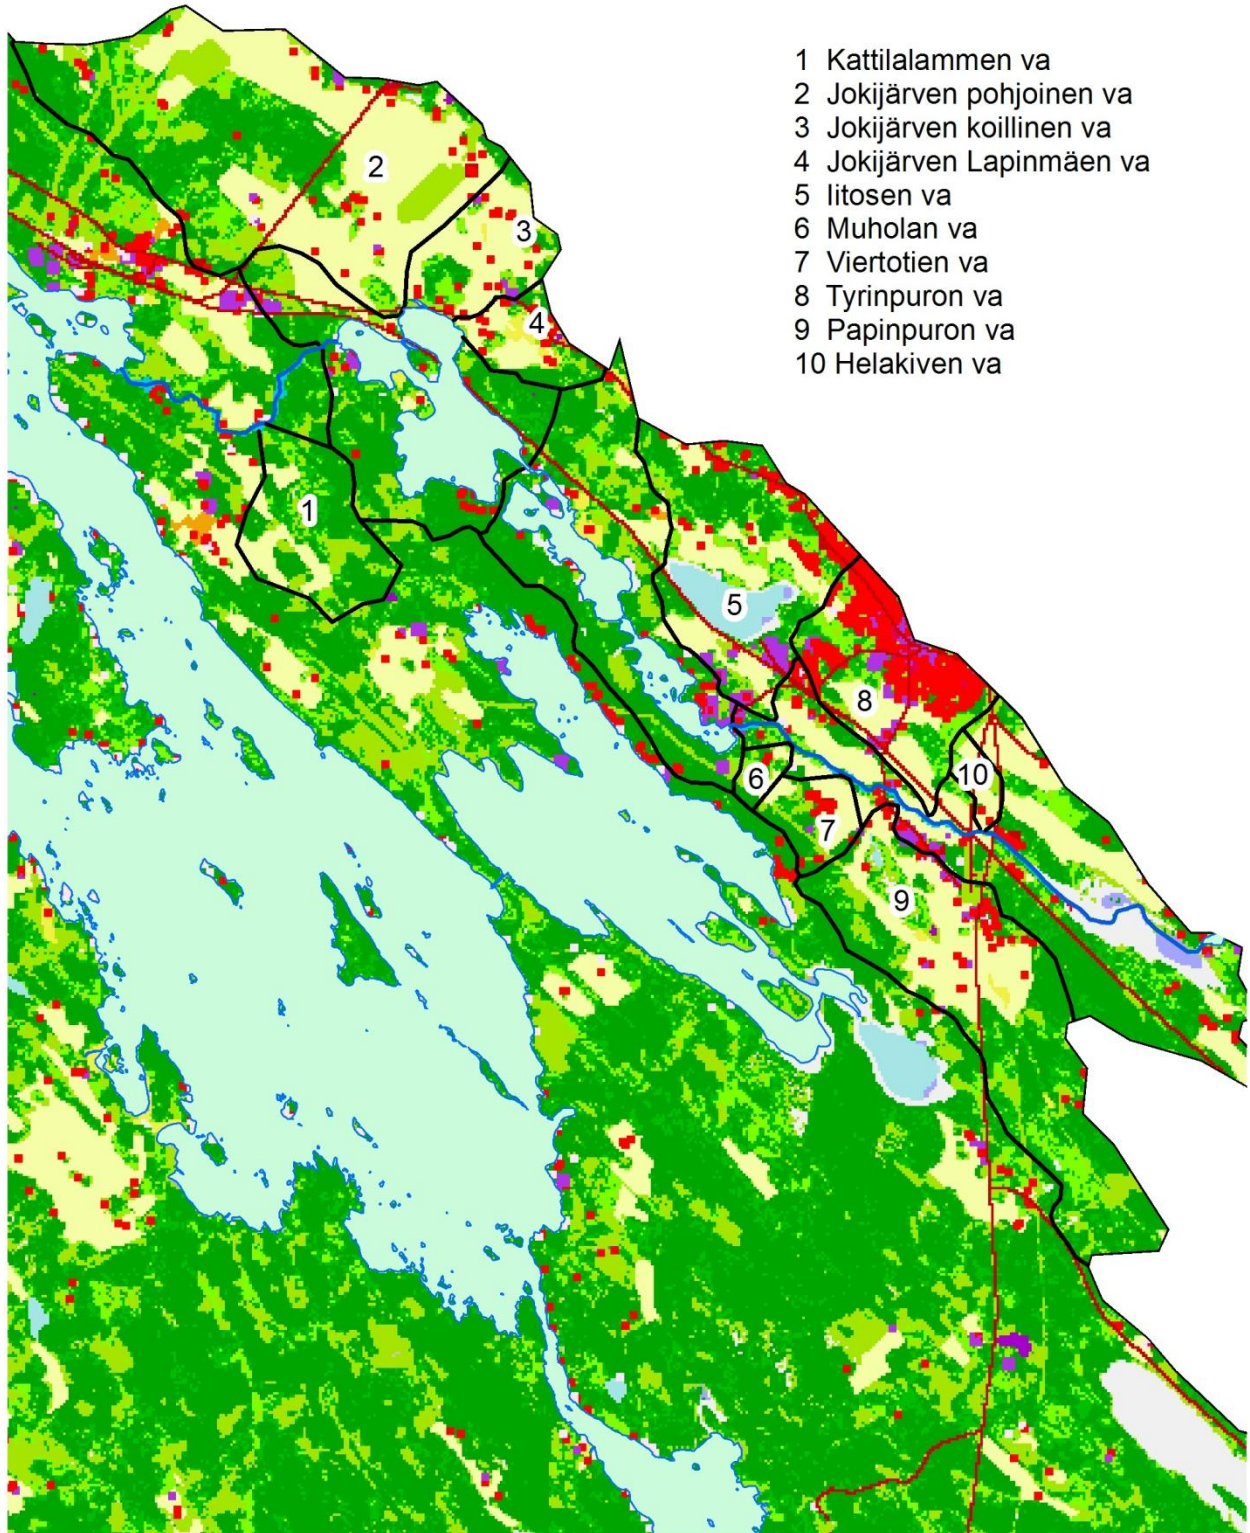 1 Kattilalammen va
2 Jokijärven pohjoinen va
3 Jokijärven koillinen va
4 Jokijärven Lapinmäen va
5 Iitosen va
6 Muholan va
7 Viertotien va
8 Tyrinpuron va
9 Papinpuron va
10 Helakiven va
2
3
4
1
5
8
10
6
7
9